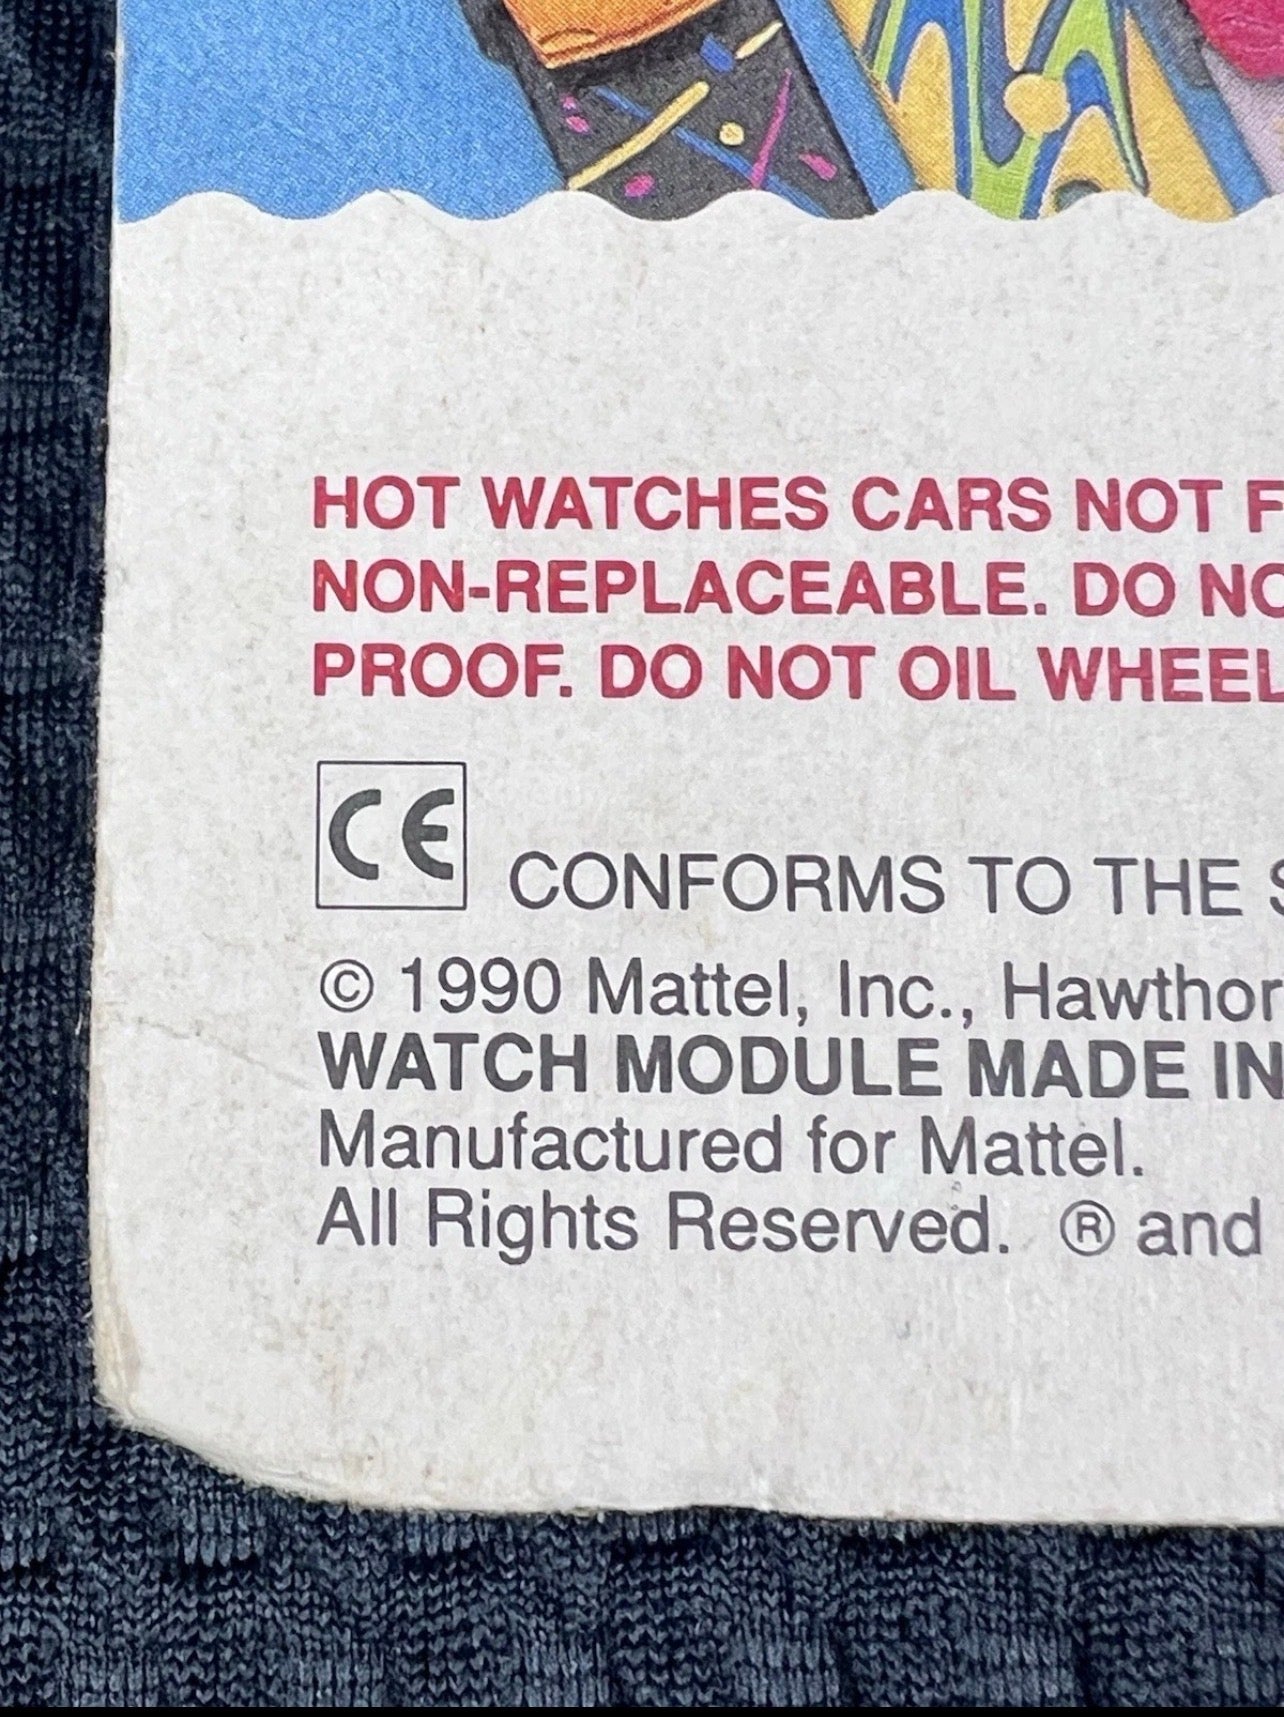 HOT WATCHES CARS NOT F
NON-REPLACEABLE. DO NO
PROOF. DO NOT OIL WHEEL
CE CONFORMS TO THE S
© 1990 Mattel, Inc., Hawthor
WATCH MODULE MADE IN
Manufactured for Mattel.
All Rights Reserved. ® and